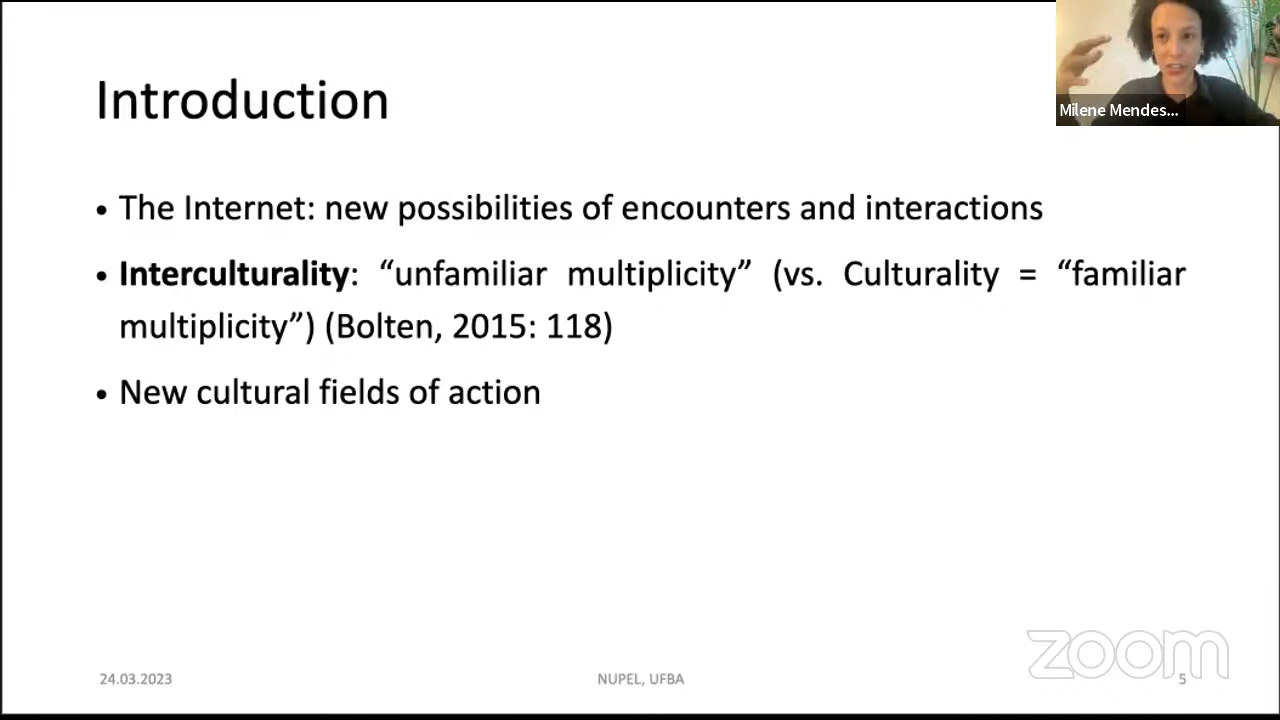 Milene Mendes...
Introduction
• The Internet: new possibilities of encounters and interactions
• Interculturality: “unfamiliar multiplicity” (vs. Culturality = “familiar
multiplicity”) (Bolten, 2015: 118)
• New cultural fields of action
zoom
24.03.2023
NUPEL, UFBA
5